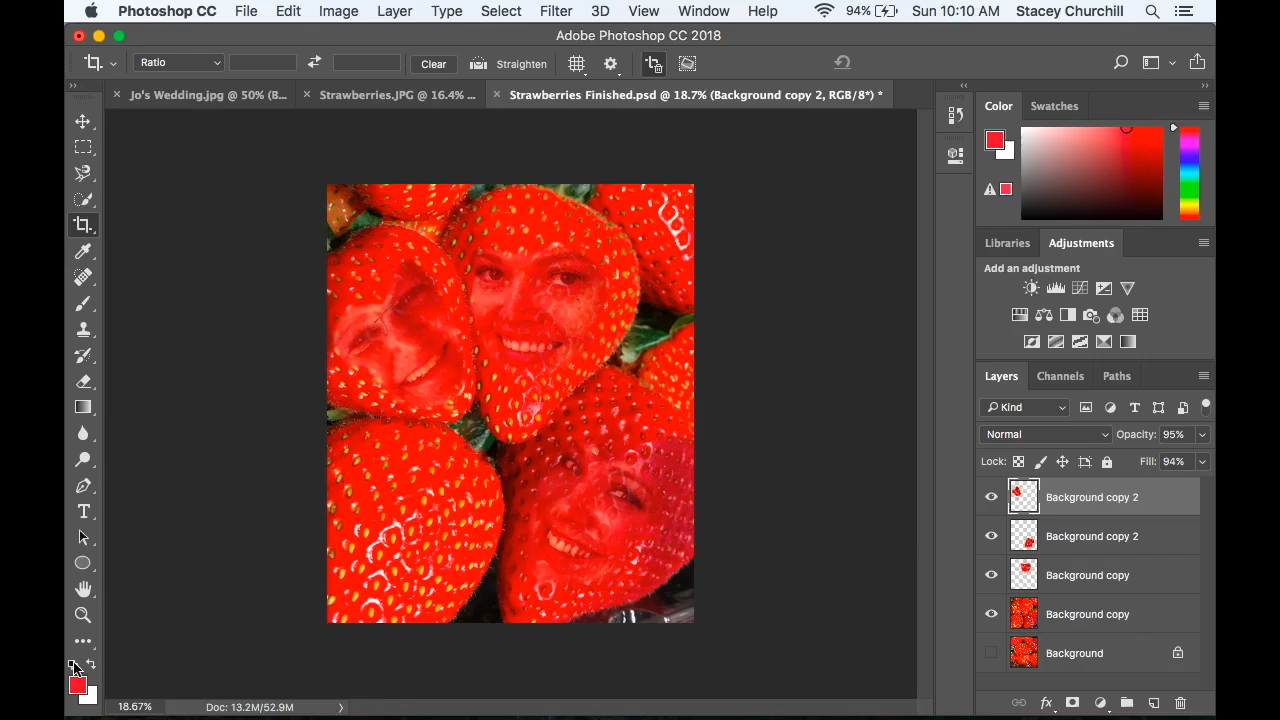 Photoshop CC File Edit Image Layer Type Select Filter 3D View Window Help 94% Sun 10:10 AM Stacey Churchill
Adobe Photoshop CC 2018
Ratio Clear Straighten
Jo's Wedding.jpg @ 50% (B... Strawberries.JPG @ 16.4% ... Strawberries Finished.psd @ 18.7% (Background copy 2, RGB/8*) *
Color Swatches
Libraries Adjustments
Add an adjustment
Layers Channels Paths
Kind
Normal Opacity: 95%
Lock: Fill: 94%
Background copy 2
Background copy 2
Background copy
Background copy
Background
T
fx
18.67% Doc: 13.2M/52.9M